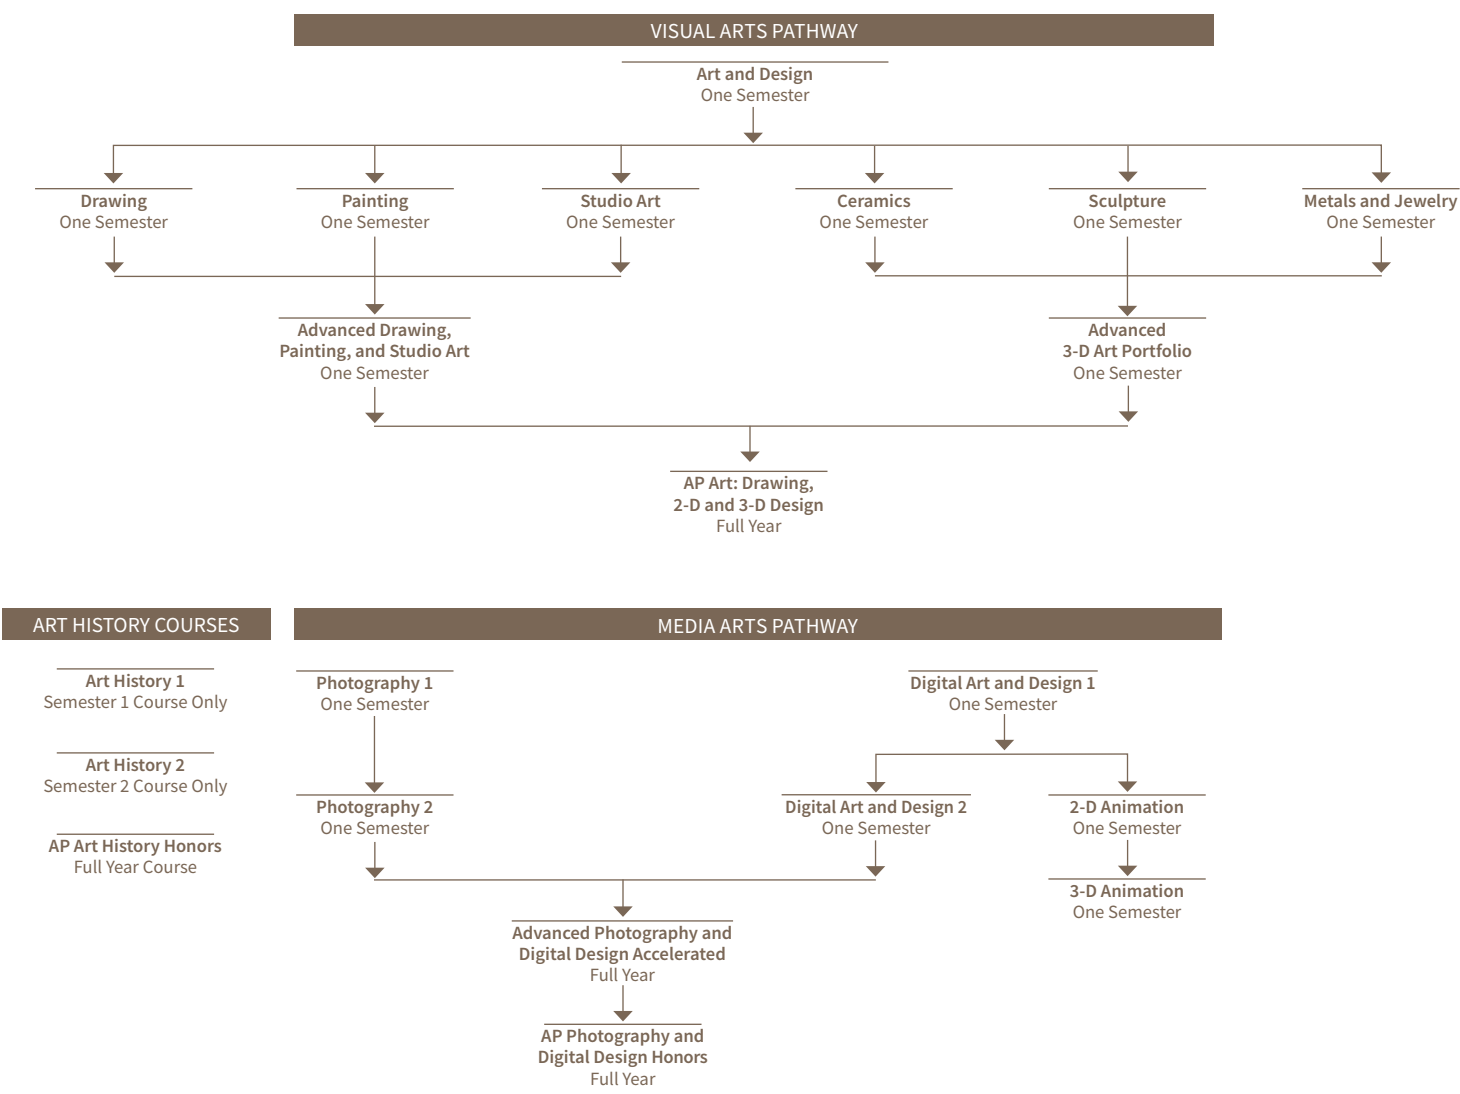 VISUAL ARTS PATHWAY
Art and Design
One Semester
Drawing
One Semester
Painting
One Semester
Studio Art
One Semester
Ceramics
One Semester
Sculpture
One Semester
Metals and Jewelry
One Semester
Advanced Drawing,
Painting, and Studio Art
One Semester
Advanced
3-D Art Portfolio
One Semester
AP Art: Drawing,
2-D and 3-D Design
Full Year
ART HISTORY COURSES
Art History 1
Semester 1 Course Only
Art History 2
Semester 2 Course Only
AP Art History Honors
Full Year Course
MEDIA ARTS PATHWAY
Photography 1
One Semester
Digital Art and Design 1
One Semester
Photography 2
One Semester
Digital Art and Design 2
One Semester
2-D Animation
One Semester
3-D Animation
One Semester
Advanced Photography and
Digital Design Accelerated
Full Year
AP Photography and
Digital Design Honors
Full Year